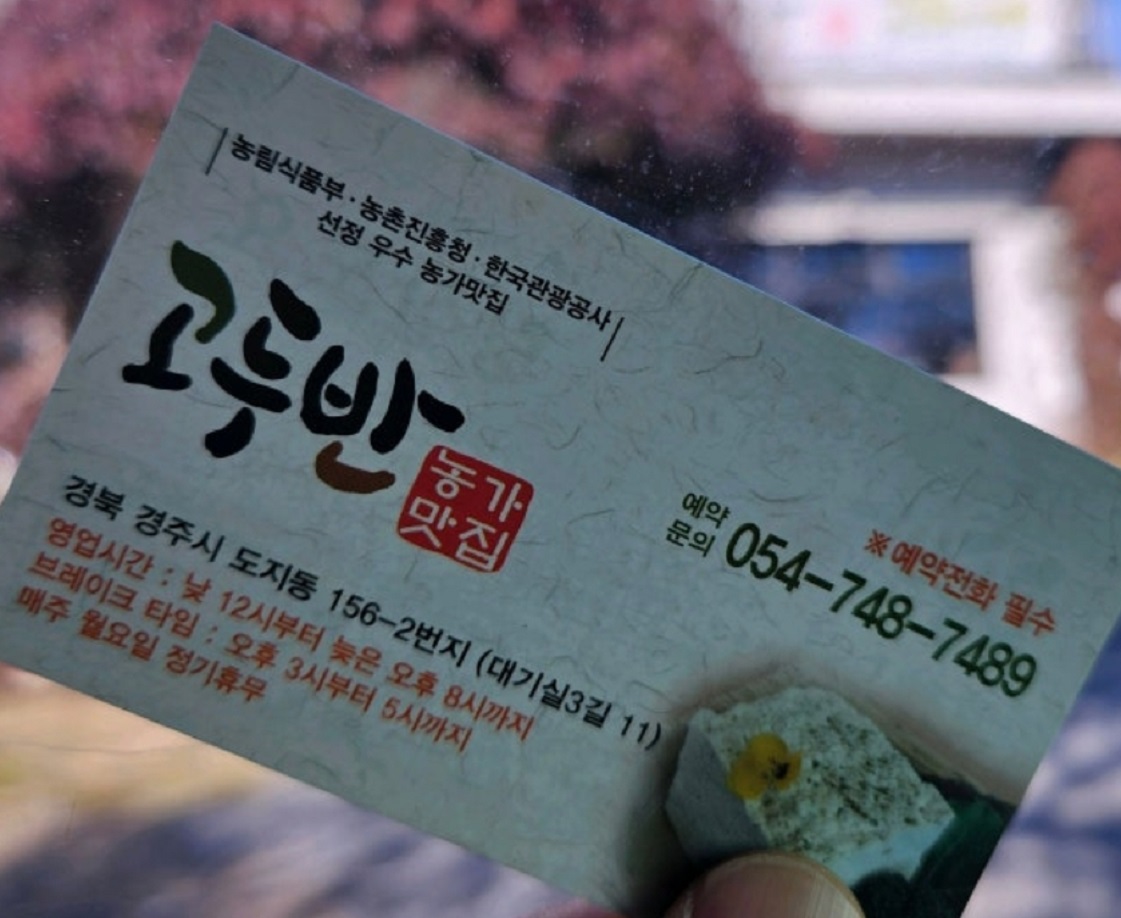 농림식품부·농촌진흥청·한국관광공사
선정 우수 농가맛집
고두반
농가
맛집
경북 경주시 도지동 156-2번지 (대기실3길 11)
영업시간 : 낮 12시부터 늦은 오후 8시까지
브레이크 타임 : 오후 3시부터 5시까지
매주 월요일 정기휴무
※예약전화 필수
예약
문의 054-748-7489